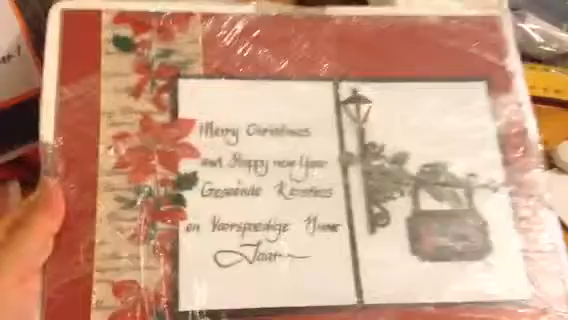 Merry Christmas
and Happy new Year
Geseënde Kersfees
en Voorspoedige Nuwe
Jaar